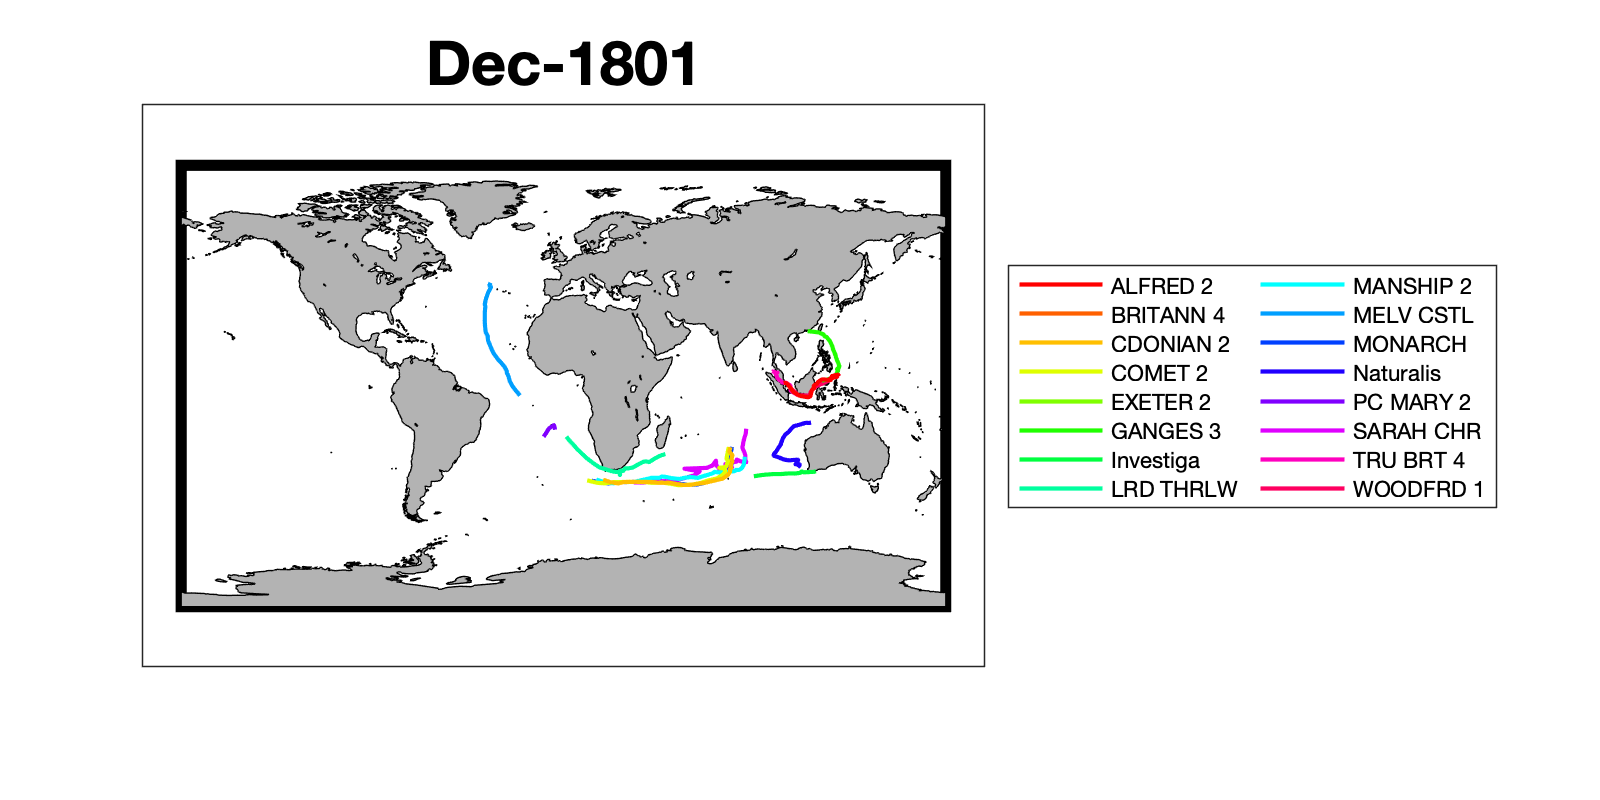 Dec-1801
ALFRED 2
BRITANN 4
CDONIAN 2
COMET 2
EXETER 2
GANGES 3
Investiga
LRD THRLW
MANSHIP 2
MELV CSTL
MONARCH
Naturalis
PC MARY 2
SARAH CHR
TRU BRT 4
WOODFRD 1